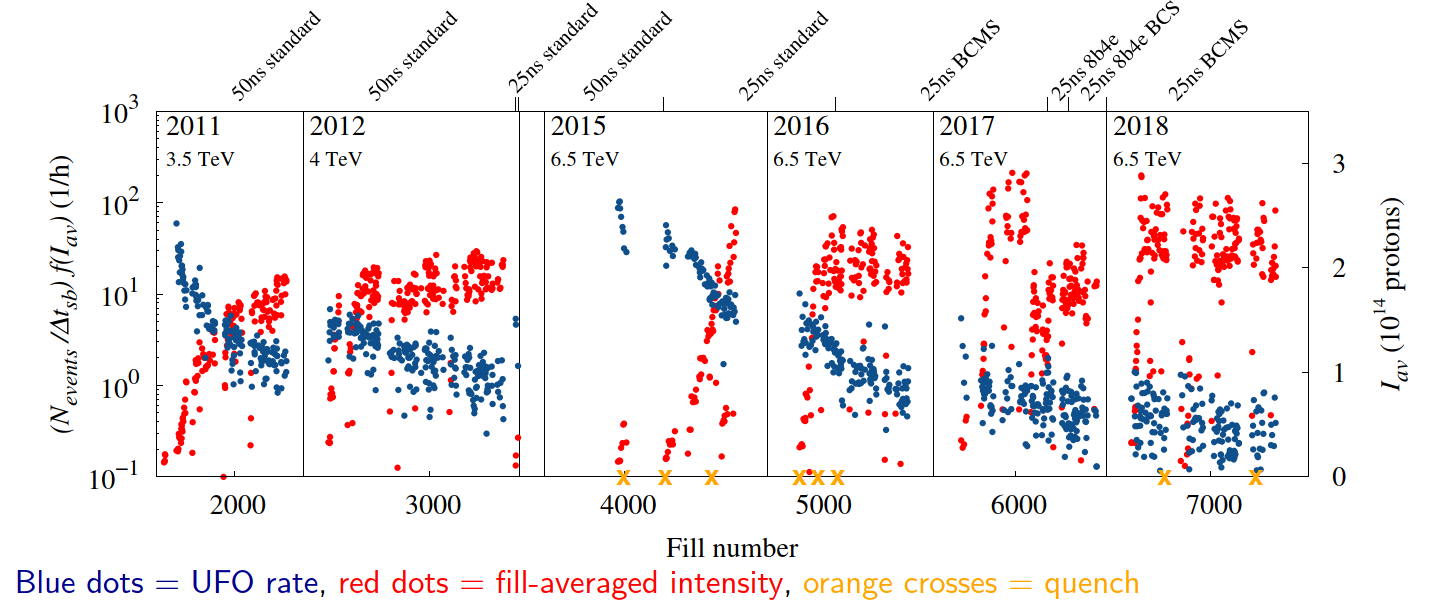 50ns standard
50ns standard
25ns standard
50ns standard
25ns standard
25ns BCMS
25ns 8b4e
25ns 8b4e BCS
25ns BCMS
2011
3.5 TeV
2012
4 TeV
2015
6.5 TeV
2016
6.5 TeV
2017
6.5 TeV
2018
6.5 TeV
(N_events /Δt_sb) f(I_av) (1/h)
10³
10²
10¹
10⁰
10⁻¹
3
2
1
0
I_av (10¹⁴ protons)
x x x x x x x x
2000 3000 4000 5000 6000 7000
Fill number
Blue dots = UFO rate, red dots = fill-averaged intensity, orange crosses = quench